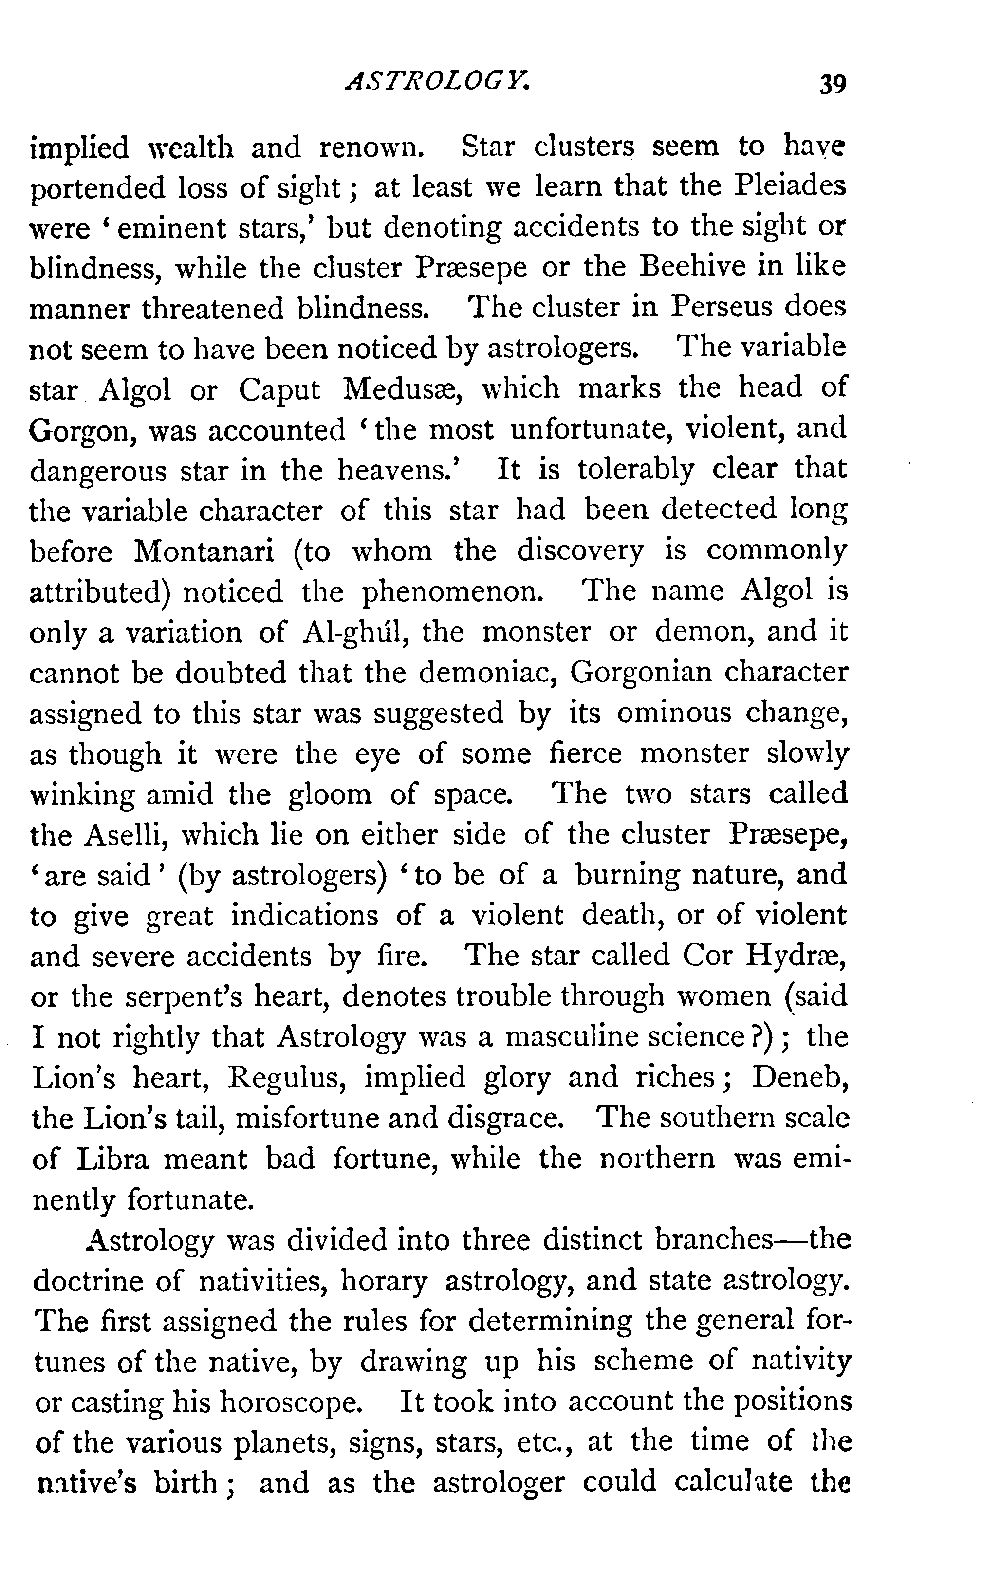 ASTROLOGY. 39
implied wealth and renown. Star clusters seem to have
portended loss of sight ; at least we learn that the Pleiades
were ‘ eminent stars,’ but denoting accidents to the sight or
blindness, while the cluster Præsepe or the Beehive in like
manner threatened blindness. The cluster in Perseus does
not seem to have been noticed by astrologers. The variable
star Algol or Caput Medusæ, which marks the head of
Gorgon, was accounted ‘ the most unfortunate, violent, and
dangerous star in the heavens.’ It is tolerably clear that
the variable character of this star had been detected long
before Montanari (to whom the discovery is commonly
attributed) noticed the phenomenon. The name Algol is
only a variation of Al-ghúl, the monster or demon, and it
cannot be doubted that the demoniac, Gorgonian character
assigned to this star was suggested by its ominous change,
as though it were the eye of some fierce monster slowly
winking amid the gloom of space. The two stars called
the Aselli, which lie on either side of the cluster Præsepe,
‘ are said ’ (by astrologers) ‘ to be of a burning nature, and
to give great indications of a violent death, or of violent
and severe accidents by fire. The star called Cor Hydræ,
or the serpent's heart, denotes trouble through women (said
I not rightly that Astrology was a masculine science ?) ; the
Lion's heart, Regulus, implied glory and riches ; Deneb,
the Lion's tail, misfortune and disgrace. The southern scale
of Libra meant bad fortune, while the northern was emi-
nently fortunate.
Astrology was divided into three distinct branches—the
doctrine of nativities, horary astrology, and state astrology.
The first assigned the rules for determining the general for-
tunes of the native, by drawing up his scheme of nativity
or casting his horoscope. It took into account the positions
of the various planets, signs, stars, etc., at the time of the
native's birth ; and as the astrologer could calculate the